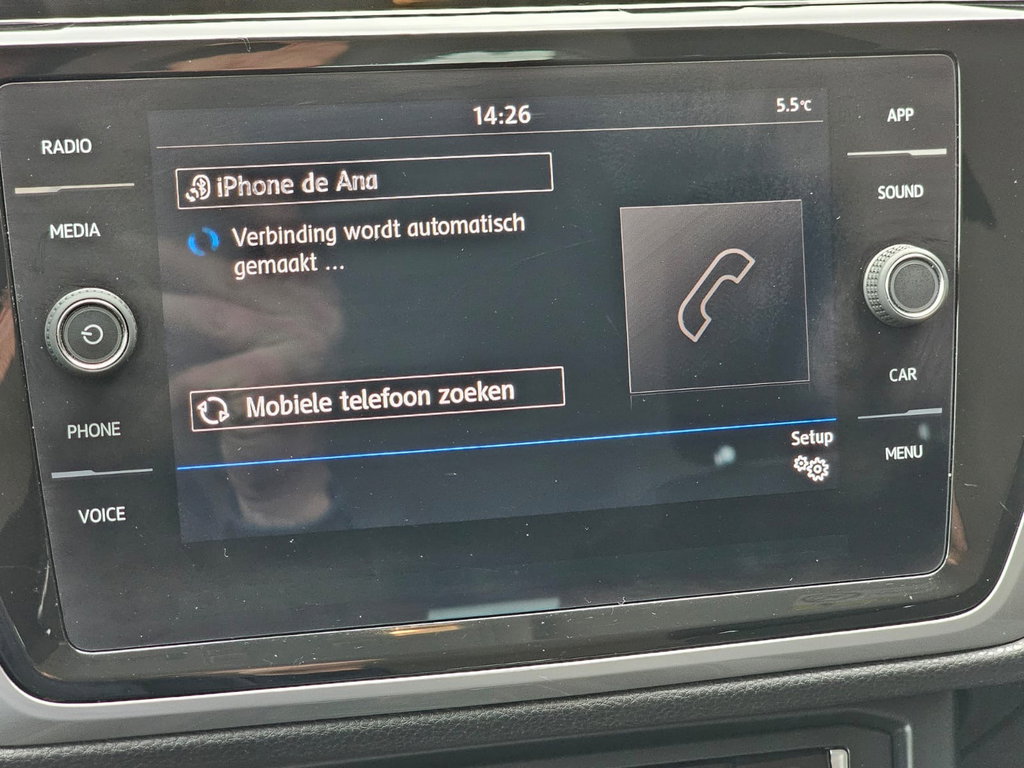 14:26
5.5°C
RADIO
MEDIA
PHONE
VOICE
iPhone de Ana
Verbinding wordt automatisch
gemaakt ...
Mobiele telefoon zoeken
Setup
APP
SOUND
CAR
MENU